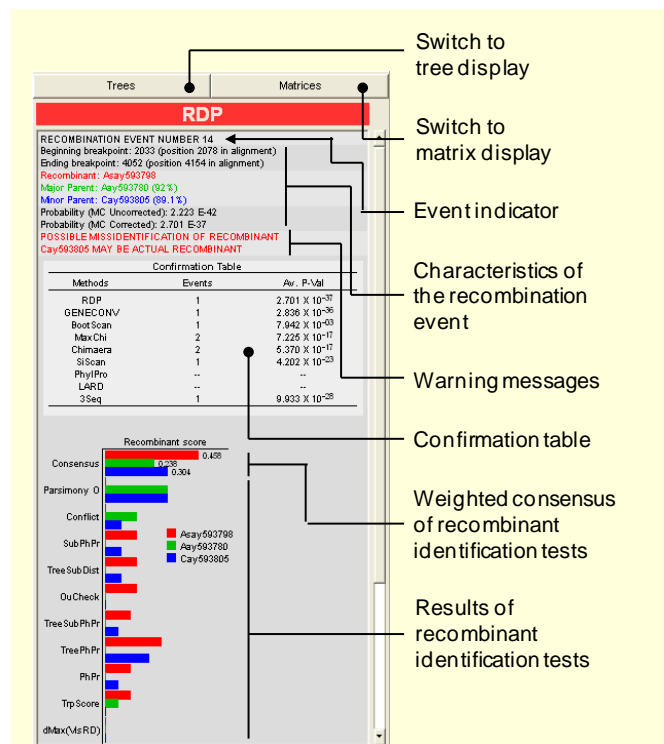 Switch to
tree display
Trees
Matrices
RDP
Switch to
matrix display
RECOMBINATION EVENT NUMBER 14
Beginning breakpoint: 2033 (position 2078 in alignment)
Ending breakpoint: 4052 (position 4154 in alignment)
Recombinant: Asay593798
Major Parent: Aay593780 (92%)
Minor Parent: Cay593805 (89.1%)
Probability (MC Uncorrected): 2.223 E-42
Probability (MC Corrected): 2.701 E-37
POSSIBLE MISSIDENTIFICATION OF RECOMBINANT
Cay593805 MAY BE ACTUAL RECOMBINANT
Event indicator
Characteristics of
the recombination
event
Warning messages
Confirmation Table
Methods Events Av. P-Val
RDP 1 2.701 X 10⁻³⁷
GENECONV 1 2.836 X 10⁻³⁶
BootScan 1 7.942 X 10⁻⁰³
MaxChi 2 7.225 X 10⁻¹⁷
Chimaera 2 5.370 X 10⁻¹⁷
SiScan 1 4.202 X 10⁻²³
PhylPro -- --
LARD -- --
3Seq 1 9.933 X 10⁻²⁸
Confirmation table
Recombinant score
Consensus 0.458
0.238
0.304
Weighted consensus
of recombinant
identification tests
Parsimony 0
Conflict
SubPhPr
TreeSubDist
OuCheck
TreeSubPhPr
TreePhPr
PhPr
TrpScore
dMax(VisRD)
Asay593798
Aay593780
Cay593805
Results of
recombinant
identification tests